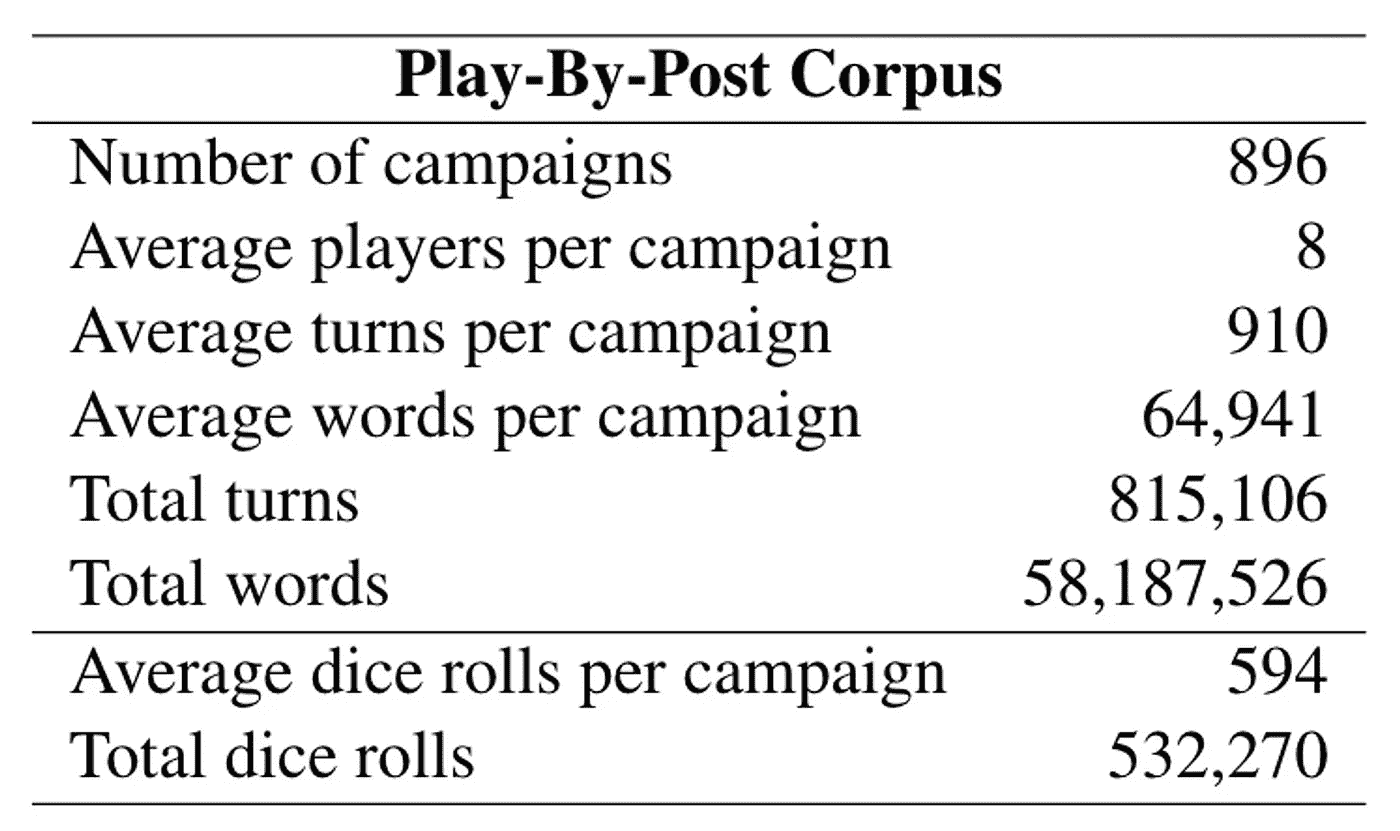 Play-By-Post Corpus
Number of campaigns 896
Average players per campaign 8
Average turns per campaign 910
Average words per campaign 64,941
Total turns 815,106
Total words 58,187,526
Average dice rolls per campaign 594
Total dice rolls 532,270